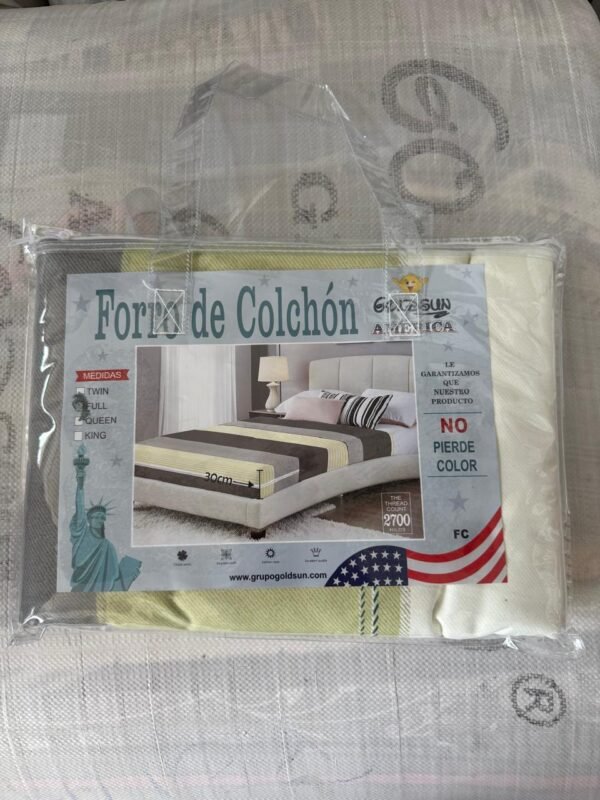 GO
G
Forro de Colchón
GOLDSUN
AMERICA
MEDIDAS
TWIN
FULL
QUEEN
KING
LE
GARANTIZAMOS
QUE
NUESTRO
PRODUCTO
NO
PIERDE
COLOR
30cm
THE
THREAD
COUNT
2700
FC
www.grupogoldsun.com
®